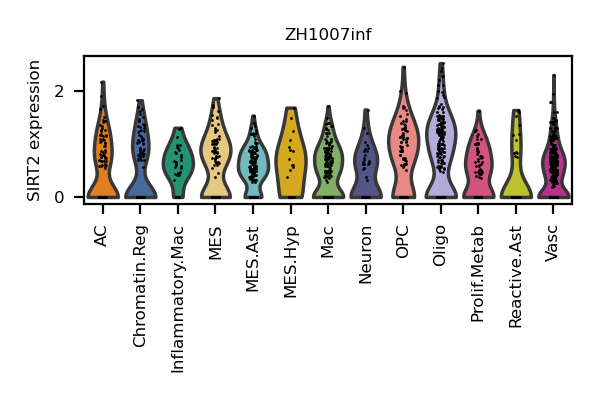 ZH1007inf
SIRT2 expression
2
0
AC
Chromatin.Reg
Inflammatory.Mac
MES
MES.Ast
MES.Hyp
Mac
Neuron
OPC
Oligo
Prolif.Metab
Reactive.Ast
Vasc